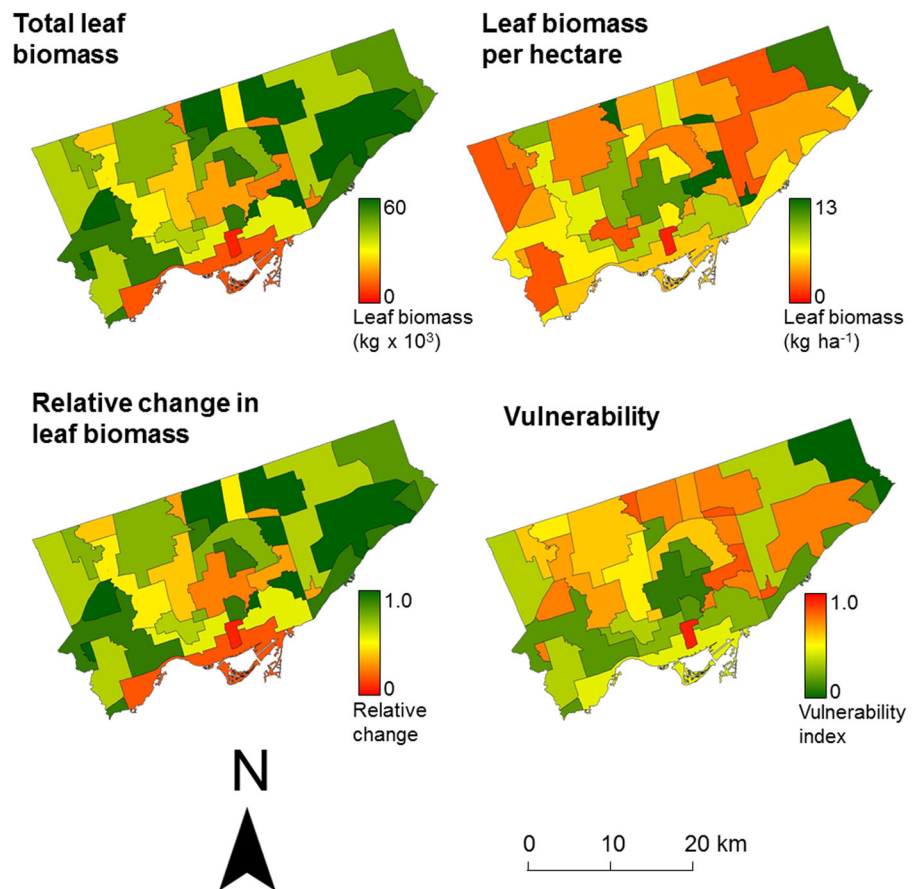 Total leaf
biomass
60
0
Leaf biomass
(kg x 10³)
Leaf biomass
per hectare
13
0
Leaf biomass
(kg ha⁻¹)
Relative change in
leaf biomass
1.0
0
Relative
change
Vulnerability
1.0
0
Vulnerability
index
N
0 10 20 km